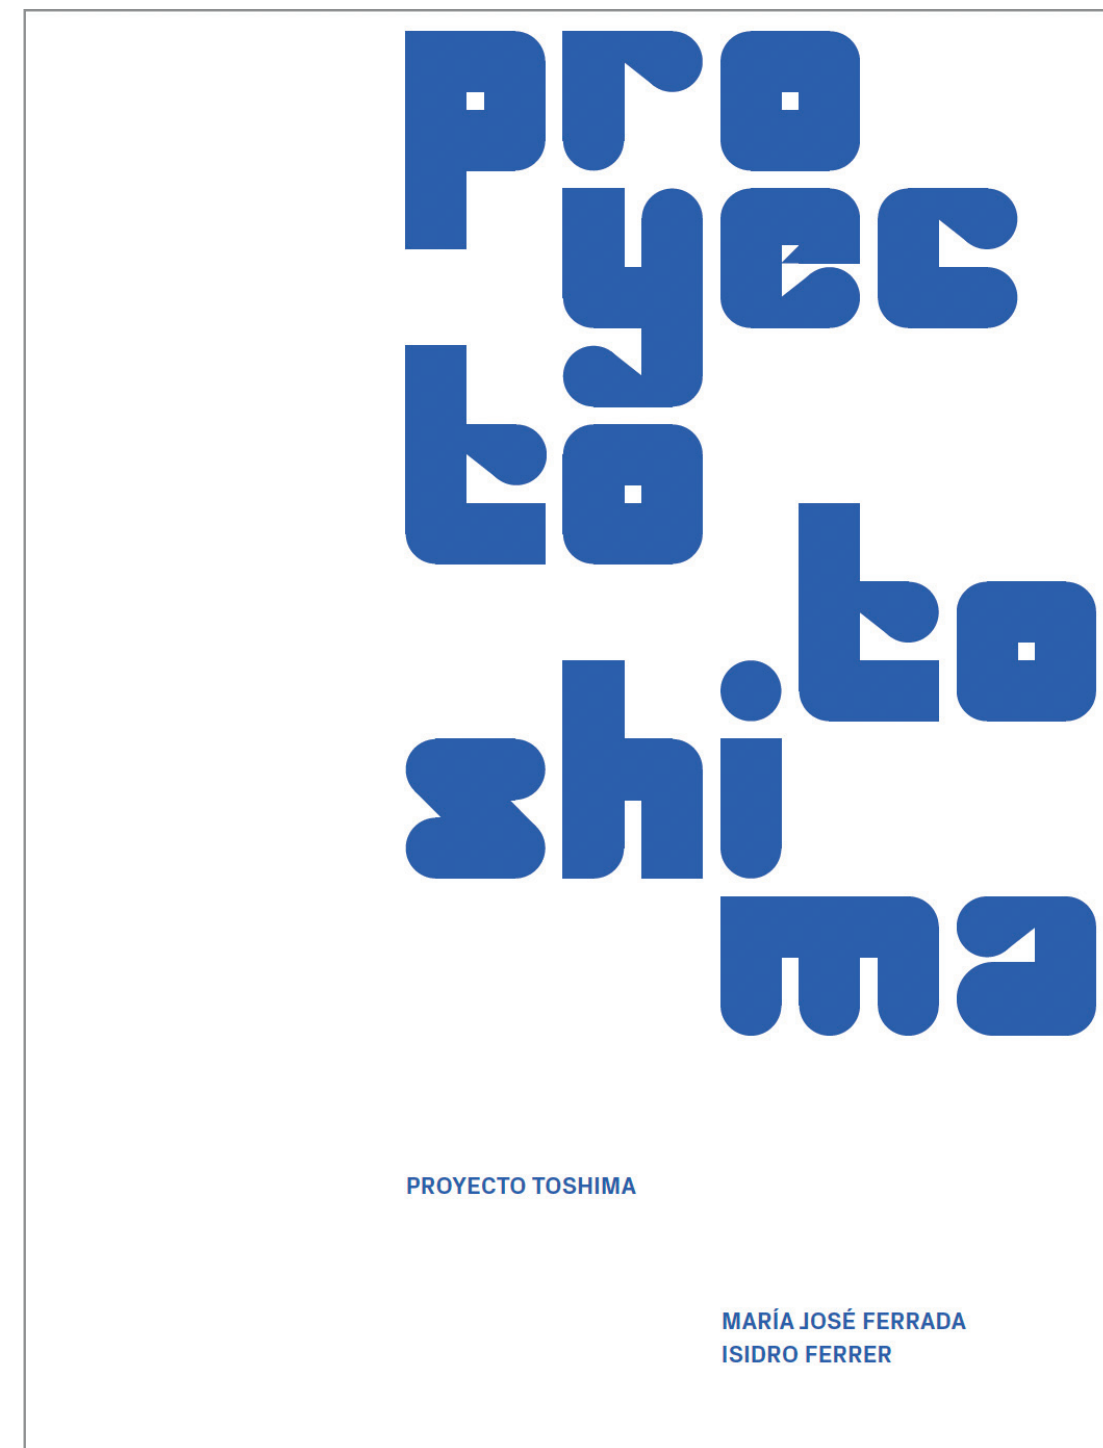 pro
yec
to
to
shi
ma
PROYECTO TOSHIMA
MARÍA JOSÉ FERRADA
ISIDRO FERRER